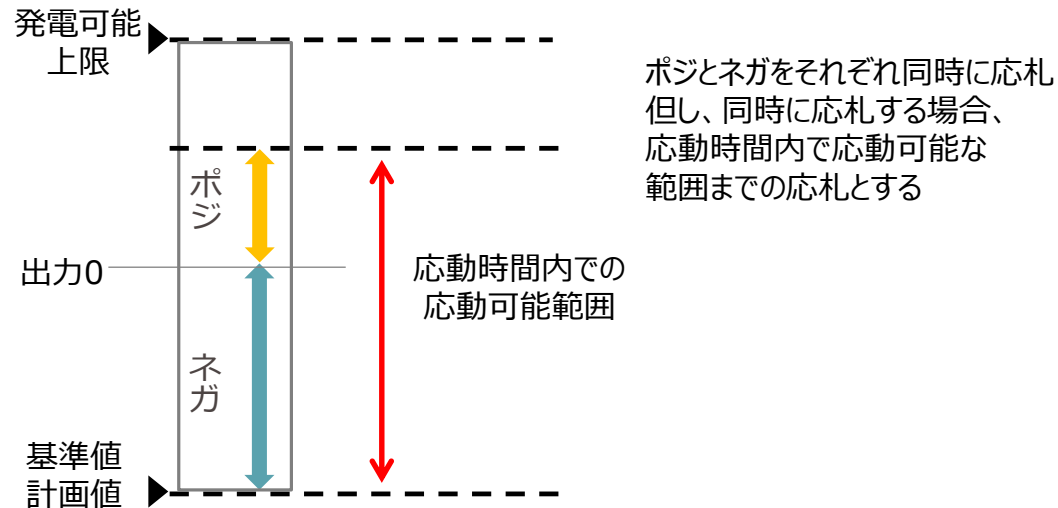 発電可能
上限
ポジとネガをそれぞれ同時に応札
但し、同時に応札する場合、
応動時間内で応動可能な
範囲までの応札とする
ポジ
出力0
応動時間内での
応動可能範囲
ネガ
基準値
計画値